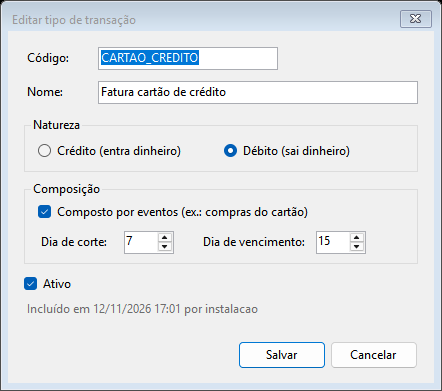 Editar tipo de transação
Código: CARTAO_CREDITO
Nome: Fatura cartão de crédito
Natureza
Crédito (entra dinheiro) Débito (sai dinheiro)
Composição
Composto por eventos (ex.: compras do cartão)
Dia de corte: 7 Dia de vencimento: 15
Ativo
Incluído em 12/11/2026 17:01 por instalacao
Salvar Cancelar